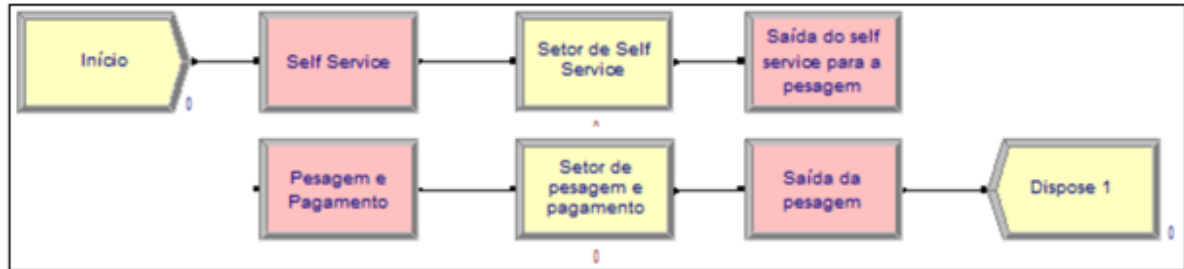 Início
0
Self Service
Setor de Self
Service
Saída do self
service para a
pesagem
Pesagem e
Pagamento
Setor de
pesagem e
pagamento
0
Saída da
pesagem
Dispose 1
0